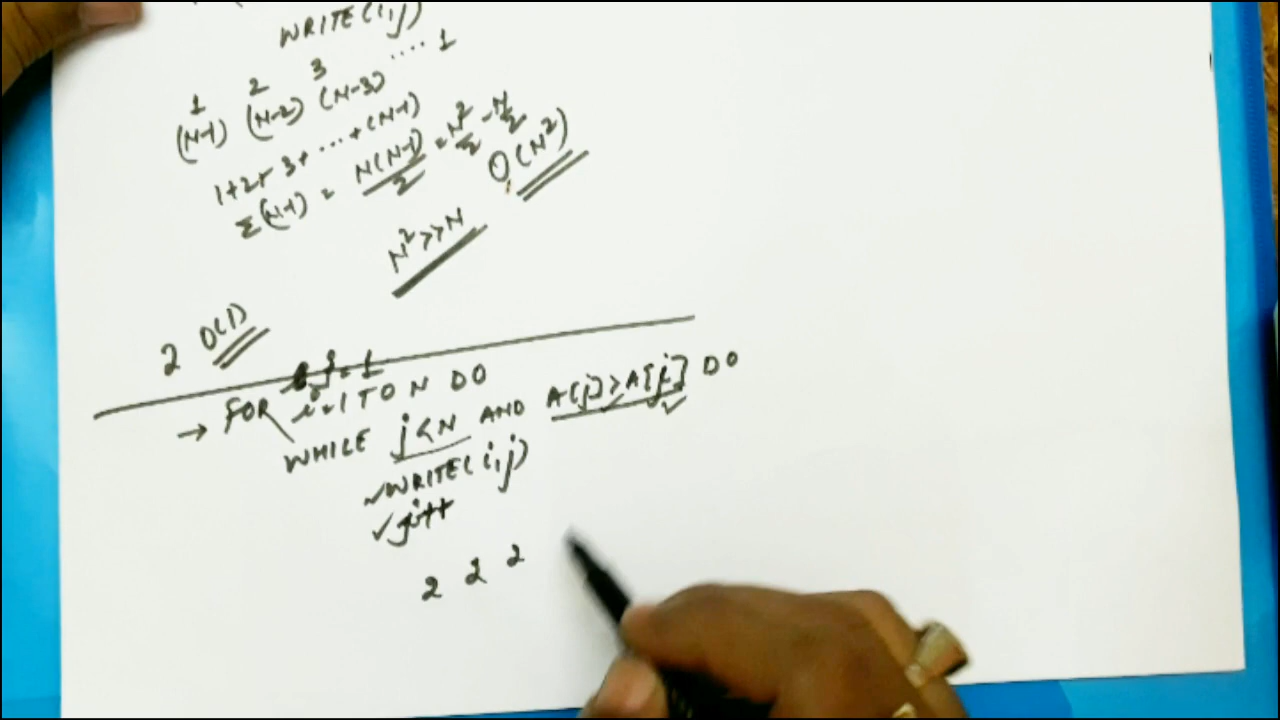 WRITE(i,j)
1 2 3
(N-1) (N-2) (N-3) .... 1
1+2+3+...+(N-1)
Σ(N-1) = N(N-1)/2 = N²/2 - N/2
O(N²)
N²>>N
2 O(1)
j=1
→ FOR i=1 TO N DO
WHILE j<N AND A[i]>A[j] DO
✓WRITE(i,j)
✓j++
2 2 2